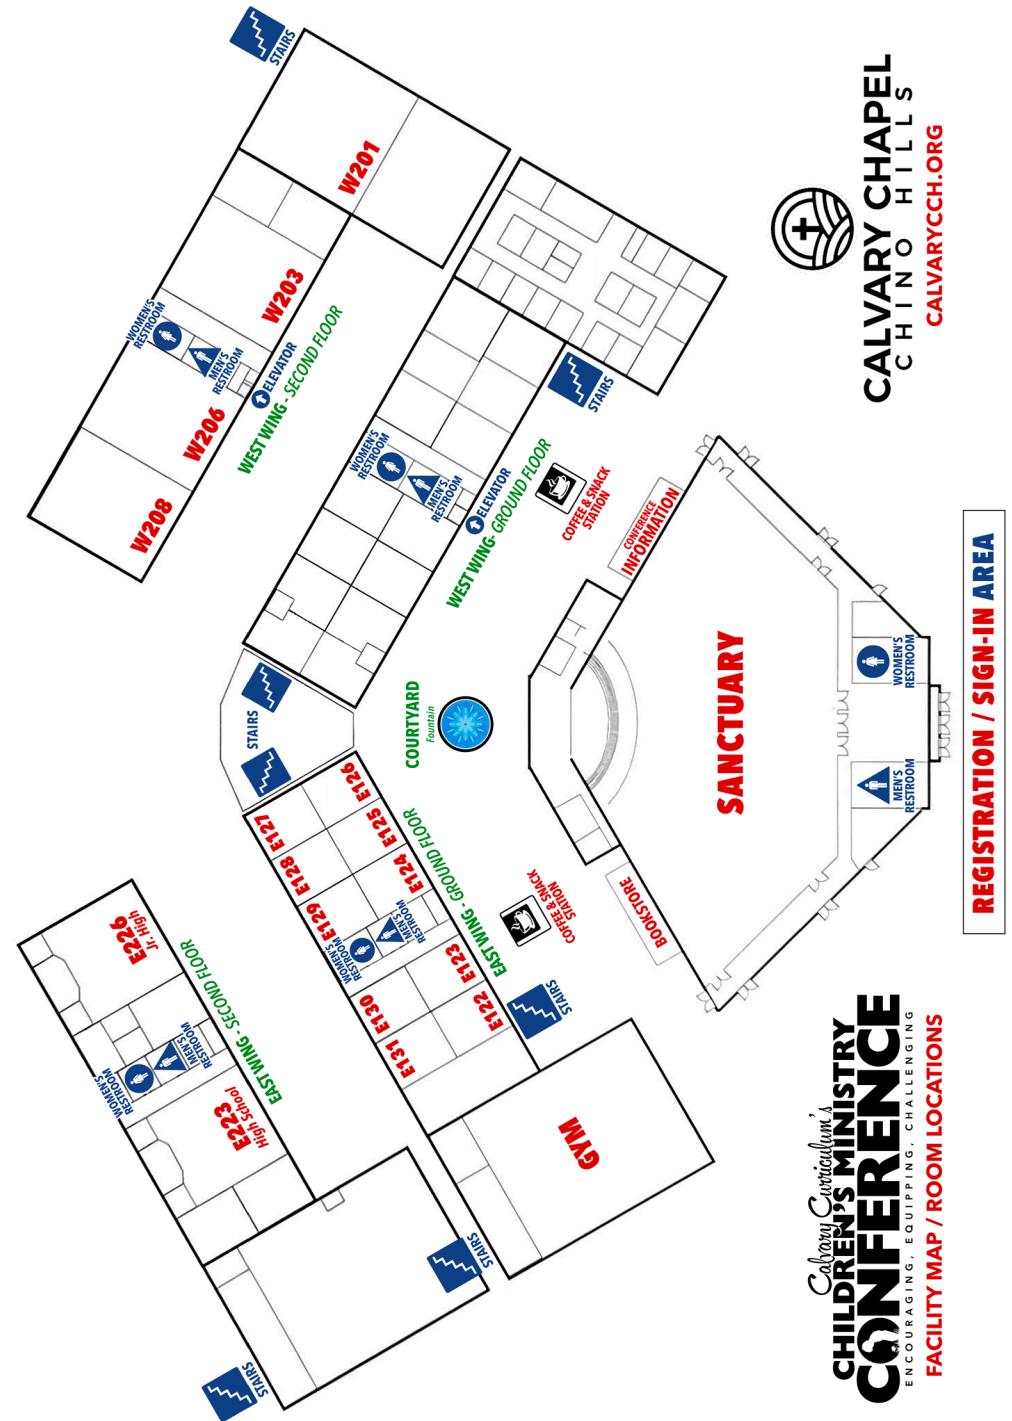 Calvary Curriculum's
CHILDREN'S MINISTRY
CONFERENCE
ENCOURAGING, EQUIPPING, CHALLENGING
FACILITY MAP / ROOM LOCATIONS
CALVARY CHAPEL
CHINO HILLS
CALVARYCCH.ORG
STAIRS
STAIRS
E223
High School
WOMEN'S
RESTROOM
MEN'S
RESTROOM
E226
Jr. High
EAST WING - SECOND FLOOR
GYM
STAIRS
E131
E130
E129
E128
E127
E122
E123
E124
E125
E126
WOMEN'S
RESTROOM
MEN'S
RESTROOM
EAST WING - GROUND FLOOR
COFFEE & SNACK
STATION
STAIRS
COURTYARD
Fountain
W208
W206
W203
W201
WOMEN'S
RESTROOM
MEN'S
RESTROOM
ELEVATOR
WEST WING - SECOND FLOOR
STAIRS
WOMEN'S
RESTROOM
MEN'S
RESTROOM
ELEVATOR
WEST WING- GROUND FLOOR
STAIRS
COFFEE & SNACK
STATION
BOOKSTORE
CONFERENCE
INFORMATION
SANCTUARY
MEN'S
RESTROOM
WOMEN'S
RESTROOM
REGISTRATION / SIGN-IN AREA